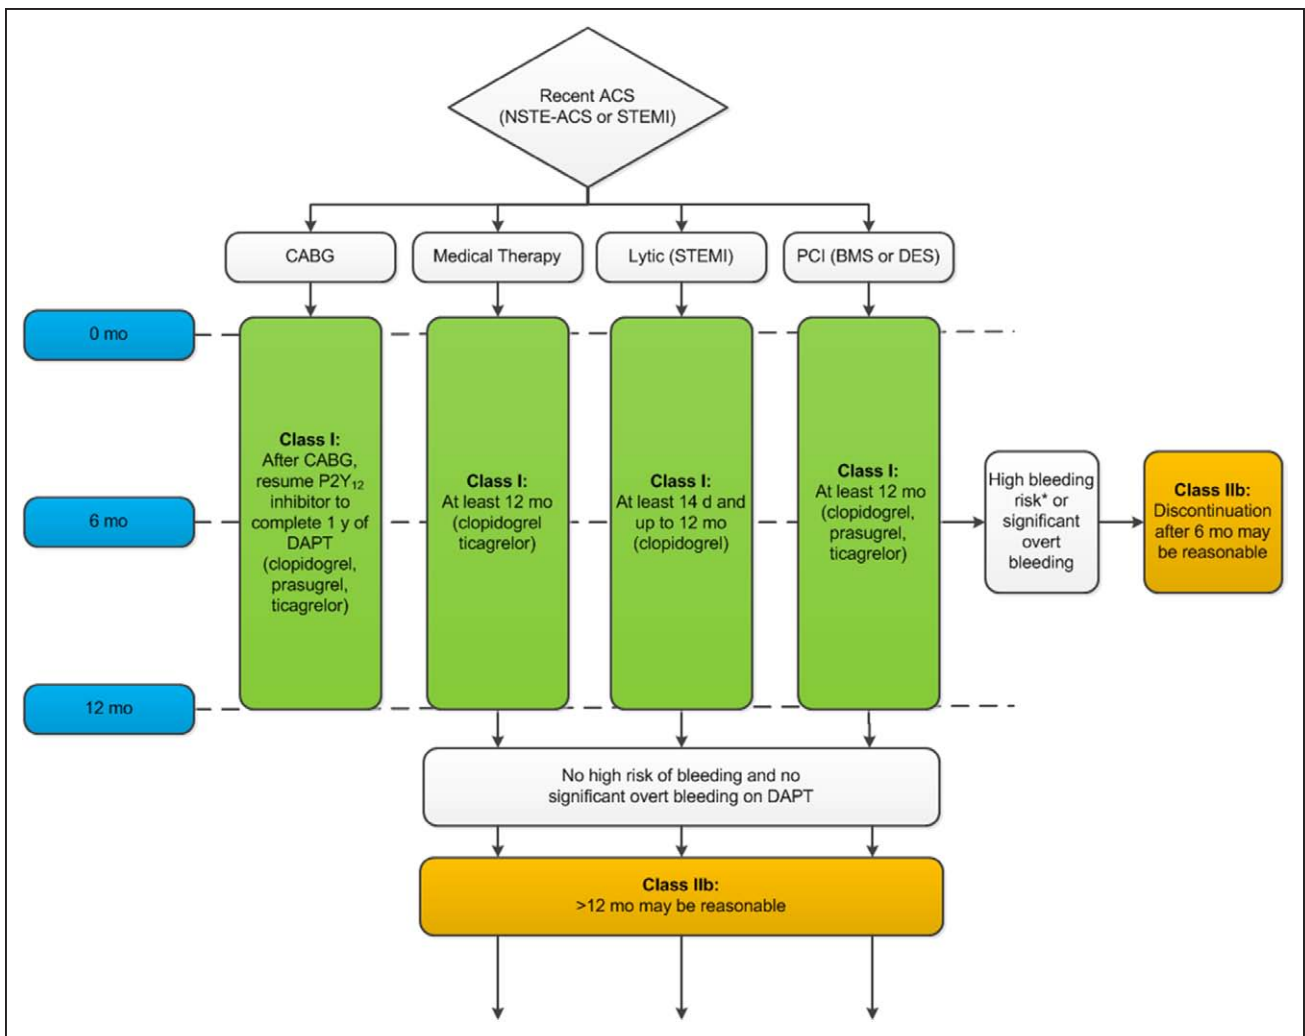 Recent ACS
(NSTE-ACS or STEMI)
CABG
Medical Therapy
Lytic (STEMI)
PCI (BMS or DES)
0 mo
6 mo
12 mo
Class I:
After CABG,
resume P2Y₁₂
inhibitor to
complete 1 y of
DAPT
(clopidogrel,
prasugrel,
ticagrelor)
Class I:
At least 12 mo
(clopidogrel
ticagrelor)
Class I:
At least 14 d and
up to 12 mo
(clopidogrel)
Class I:
At least 12 mo
(clopidogrel,
prasugrel,
ticagrelor)
High bleeding
risk* or
significant
overt
bleeding
Class IIb:
Discontinuation
after 6 mo may
be reasonable
No high risk of bleeding and no
significant overt bleeding on DAPT
Class IIb:
>12 mo may be reasonable